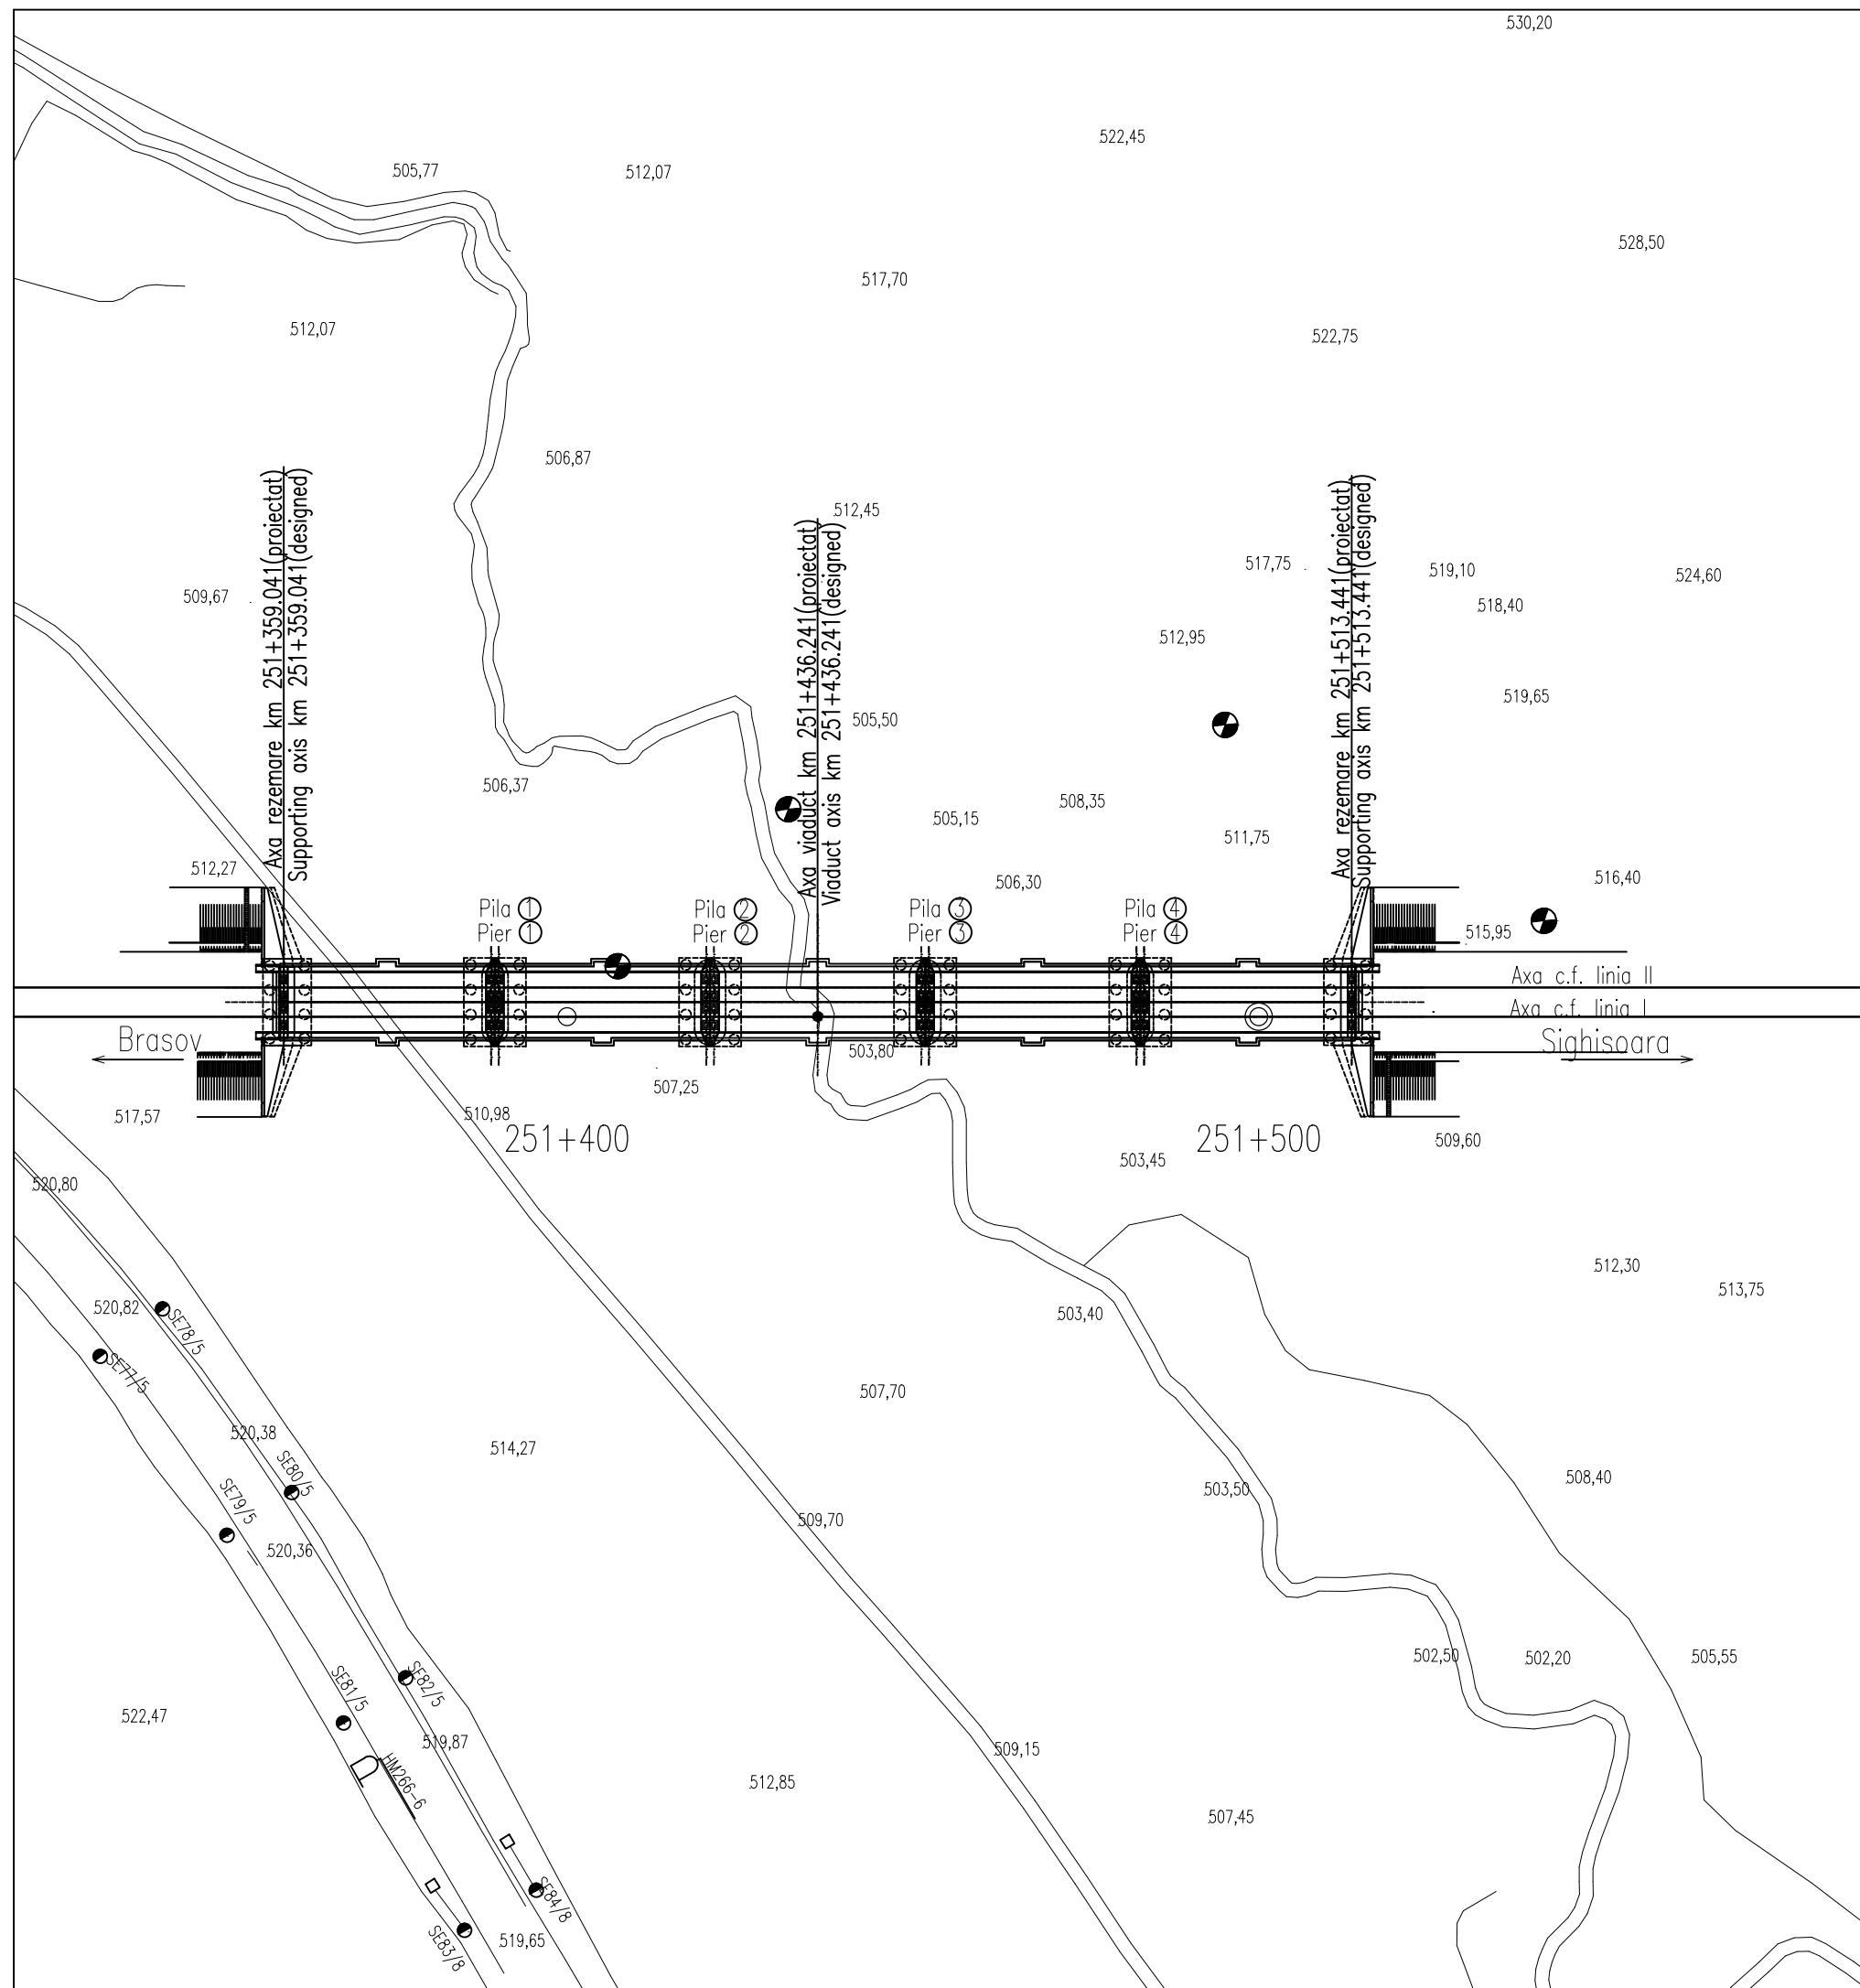 530,20
522,45
505,77
512,07
528,50
517,70
512,07
522,75
506,87
512,45
Axa rezemare km 251+359.041(proiectat)
Supporting axis km 251+359.041(designed)
Axa viaduct km 251+436.241(proiectat)
Viaduct axis km 251+436.241(designed)
Axa rezemare km 251+513.441(proiectat)
Supporting axis km 251+513.441(designed)
517,75
519,10
524,60
509,67
518,40
512,95
519,65
505,50
506,37
508,35
505,15
511,75
512,27
506,30
516,40
Pila 1
Pier 1
Pila 2
Pier 2
Pila 3
Pier 3
Pila 4
Pier 4
515,95
Axa c.f. linia II
Axa c.f. linia I
Brasov
Sighisoara
503,80
507,25
517,57
510,98
251+400
251+500
509,60
503,45
520,80
512,30
513,75
520,82
SE78/5
503,40
SE77/5
507,70
520,38
514,27
SE80/5
508,40
SE79/5
503,50
509,70
520,36
502,50
502,20
505,55
SE81/5
SE82/5
522,47
519,87
509,15
HM266-6
512,85
507,45
SE84/8
SE83/8
519,65